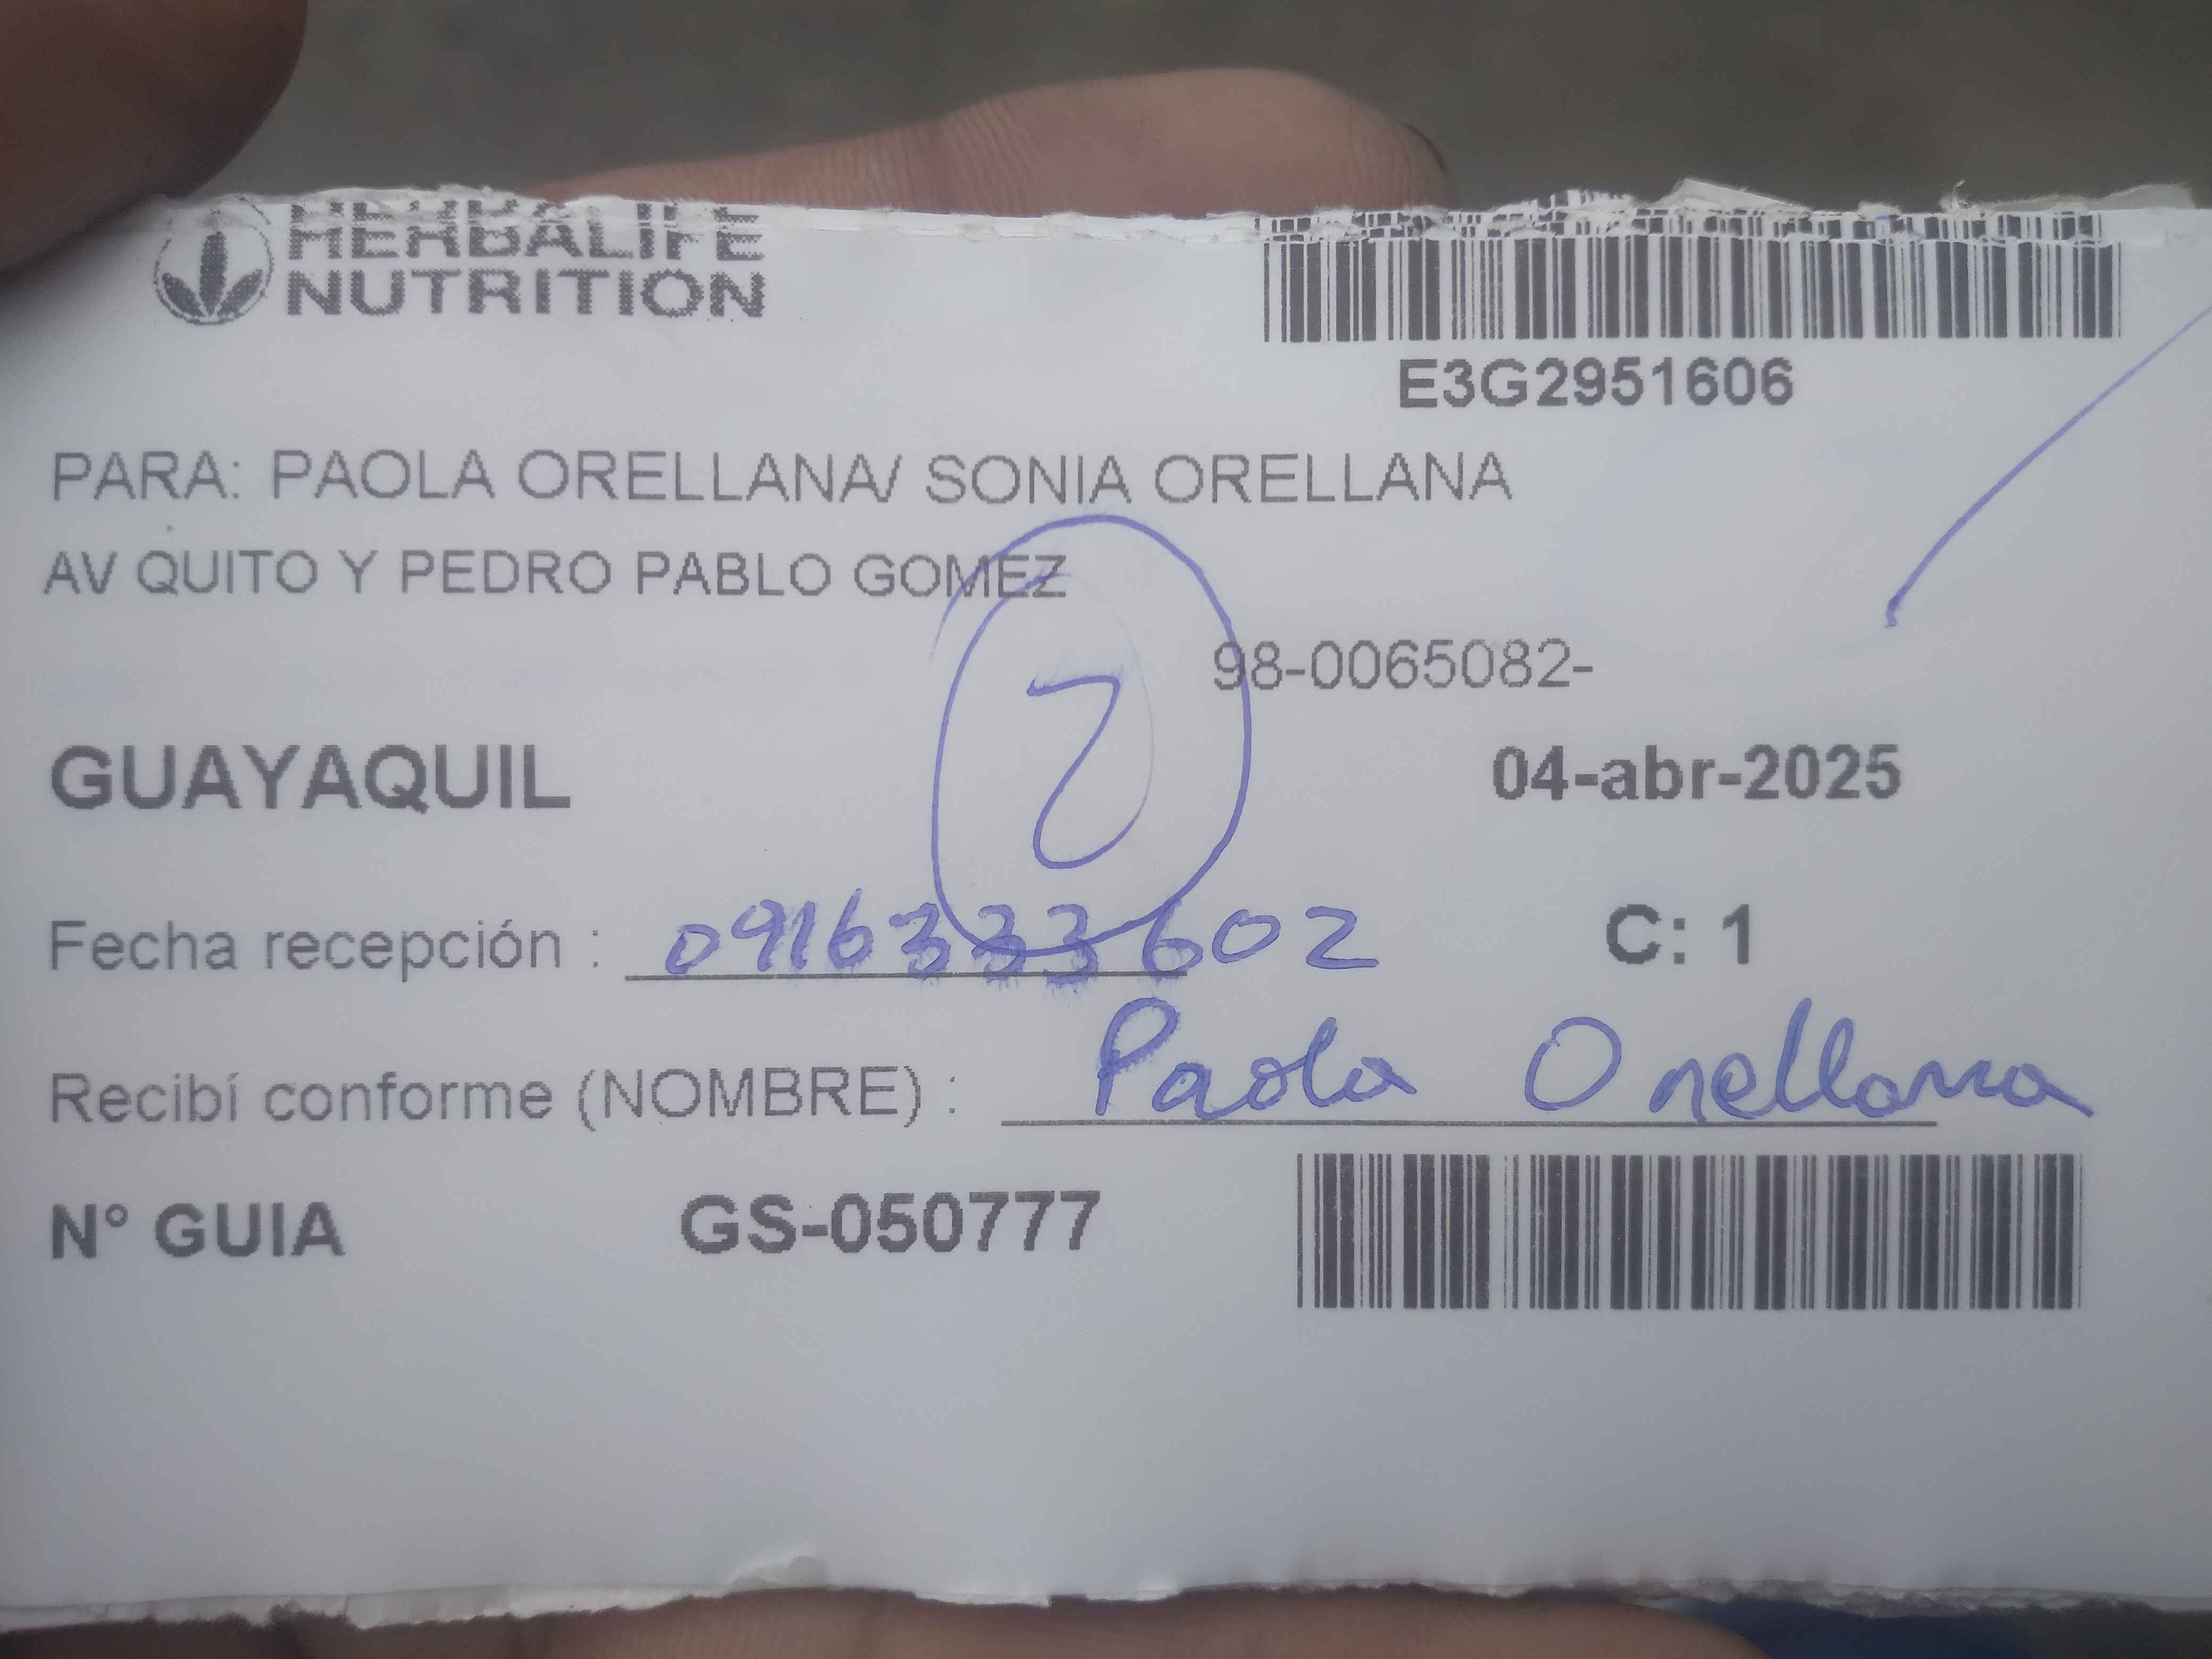 HERBALIFE
NUTRITION
E3G2951606
PARA: PAOLA ORELLANA/ SONIA ORELLANA
AV QUITO Y PEDRO PABLO GOMEZ
98-0065082-
2
GUAYAQUIL 04-abr-2025
Fecha recepción : 0916333602 C: 1
Recibí conforme (NOMBRE) : Paola Orellana
N° GUIA GS-050777